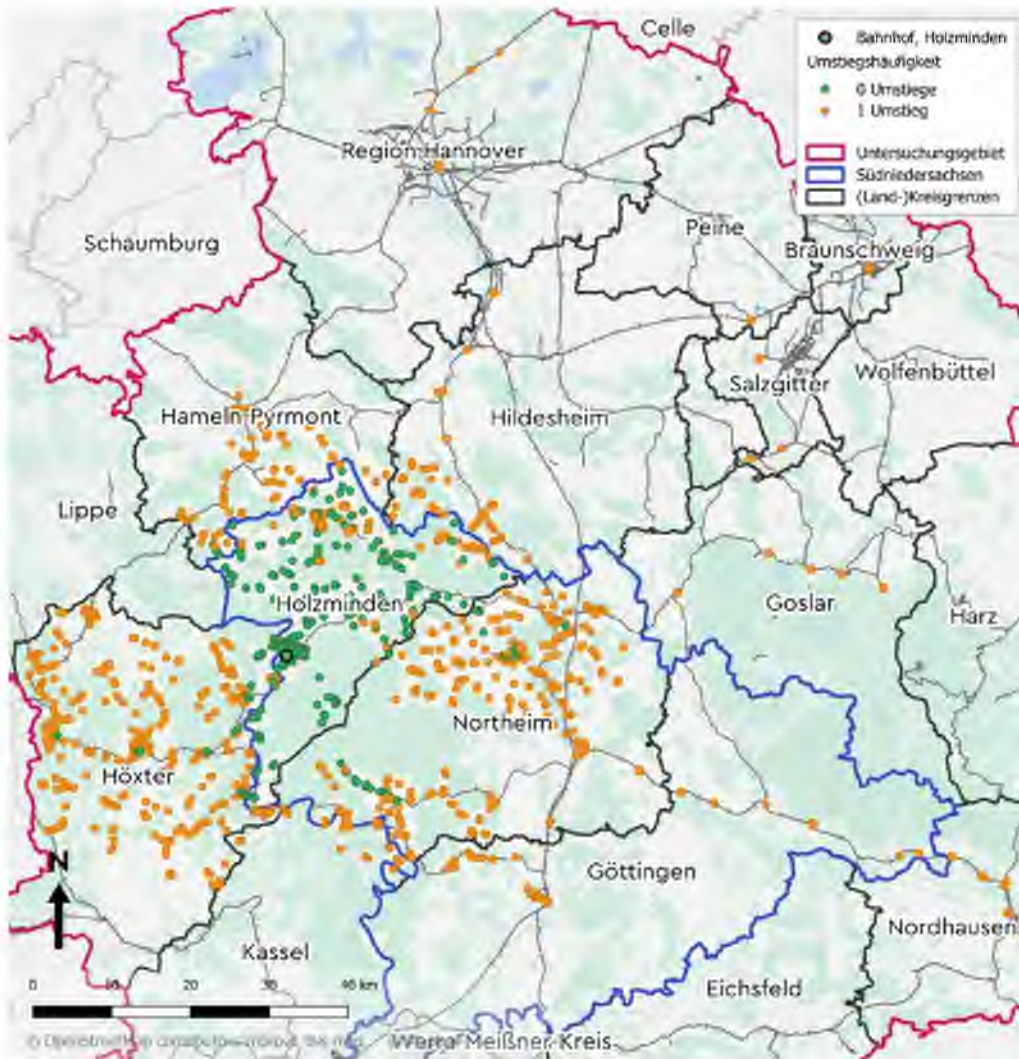 Celle
Bahnhof, Holzminden
Umstiegshäufigkeit
0 Umstiege
1 Umstieg
Untersuchungsgebiet
Südniedersachsen
(Land-)Kreisgrenzen
Region Hannover
Schaumburg
Peine
Braunschweig
Salzgitter
Wolfenbüttel
Hameln-Pyrmont
Hildesheim
Lippe
Holzminden
Goslar
Harz
Northeim
Höxter
N
Göttingen
Nordhausen
Kassel
Eichsfeld
0 10 20 30 40 km
© OpenStreetMap contributors
Werra-Meißner-Kreis